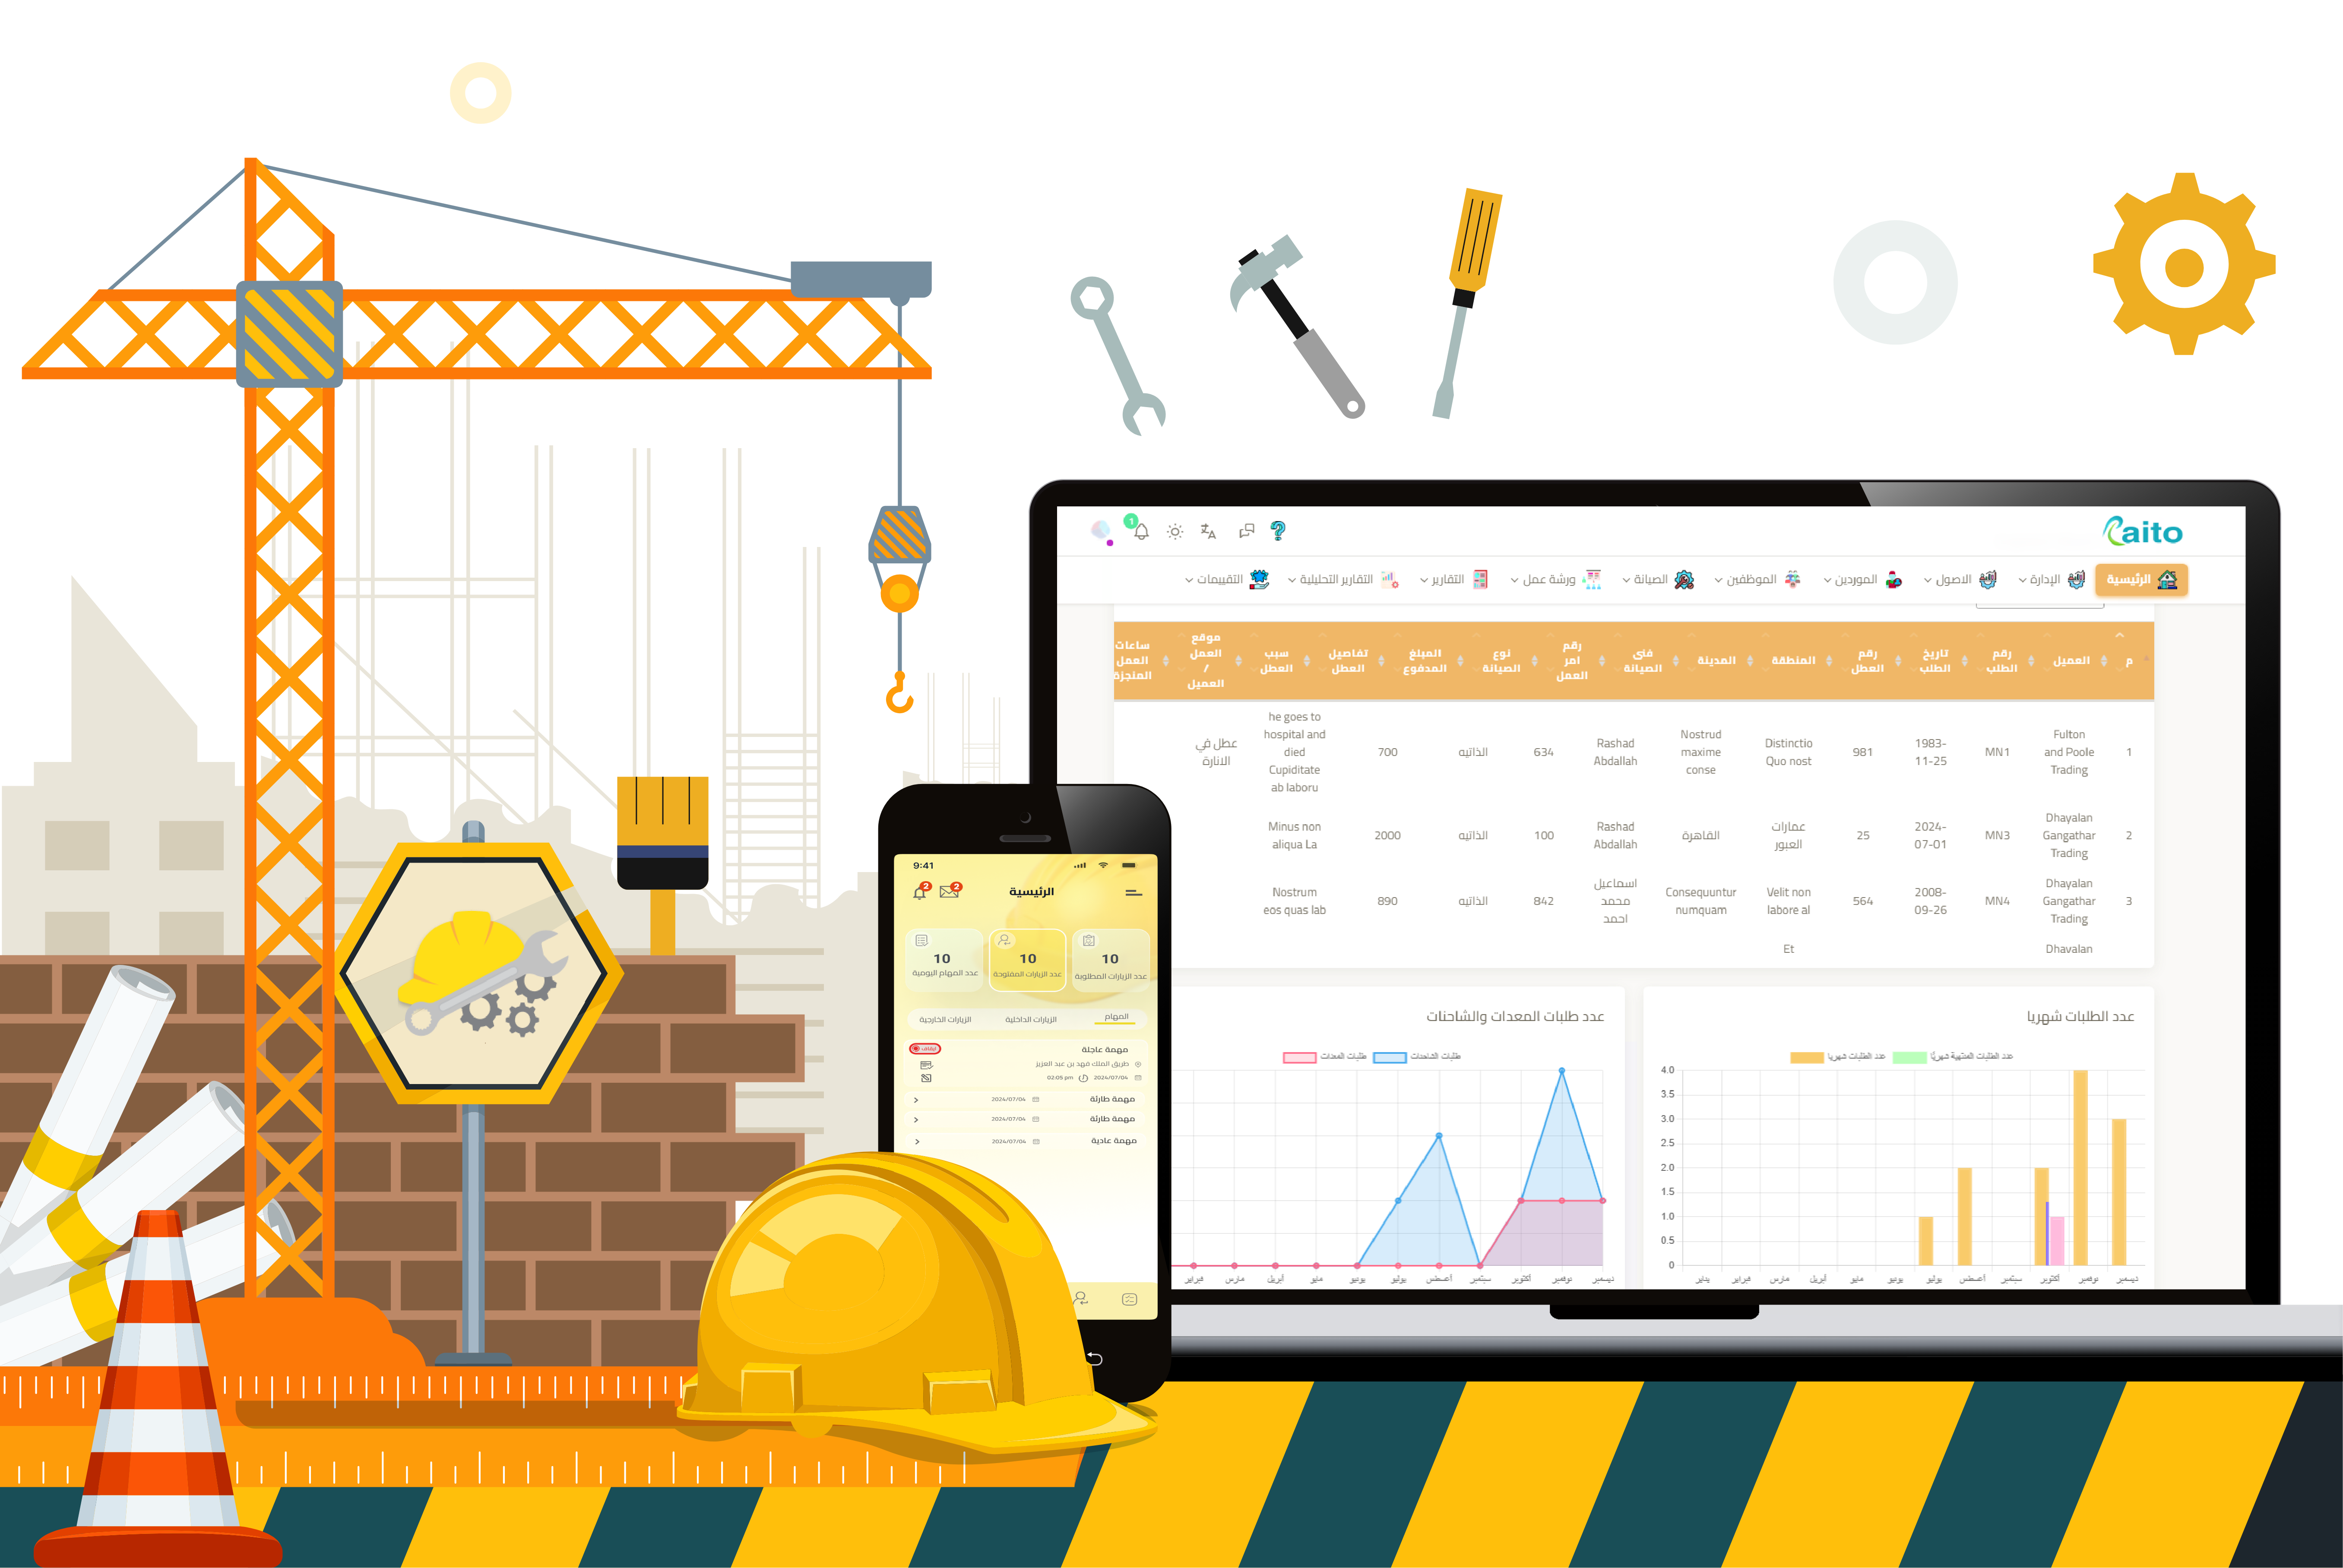 1
Caito
الرئيسية
الإدارة
الاصول
الموردين
الموظفين
الصيانة
ورشة عمل
التقارير
التقارير التحليلية
التقييمات
م
العميل
رقم الطلب
تاريخ الطلب
رقم العطل
المنطقة
المدينة
فني الصيانة
رقم امر العمل
نوع الصيانة
المبلغ المدفوع
تفاصيل العطل
سبب العطل
موقع العمل / العميل
ساعات العمل المنجزة
1
Fulton and Poole Trading
MN1
1983-11-25
981
Distinctio Quo nost
Nostrud maxime conse
Rashad Abdallah
634
الذاتيه
700
he goes to hospital and died Cupiditate ab laboru
عطل في الانارة
2
Dhayalan Gangathar Trading
MN3
2024-07-01
25
عمارات العبور
القاهرة
Rashad Abdallah
100
الذاتيه
2000
Minus non aliqua La
3
Dhayalan Gangathar Trading
MN4
2008-09-26
564
Velit non labore al
Consequuntur numquam
اسماعيل محمد احمد
842
الذاتيه
890
Nostrum eos quas lab
Dhayalan
Et
عدد الطلبات شهريا
عدد الطلبات المنتهية شهريًا
عدد الطلبات شهريا
4.0
3.5
3.0
2.5
2.0
1.5
1.0
0.5
0
يناير فبراير مارس أبريل مايو يونيو يوليو أغسطس سبتمبر أكتوبر نوفمبر ديسمبر
عدد طلبات المعدات والشاحنات
طلبات الشاحنات
طلبات المعدات
فبراير مارس أبريل مايو يونيو يوليو أغسطس سبتمبر أكتوبر نوفمبر ديسمبر
9:41
2
2
الرئيسية
10
عدد الزيارات المطلوبة
10
عدد الزيارات المفتوحة
10
عدد المهام اليومية
المهام
الزيارات الداخلية
الزيارات الخارجية
مهمة عاجلة
ايقاف
طريق الملك فهد بن عبد العزيز
2024/07/04
02:05 pm
مهمة طارئة
2024/07/04
مهمة طارئة
2024/07/04
مهمة عادية
2024/07/04